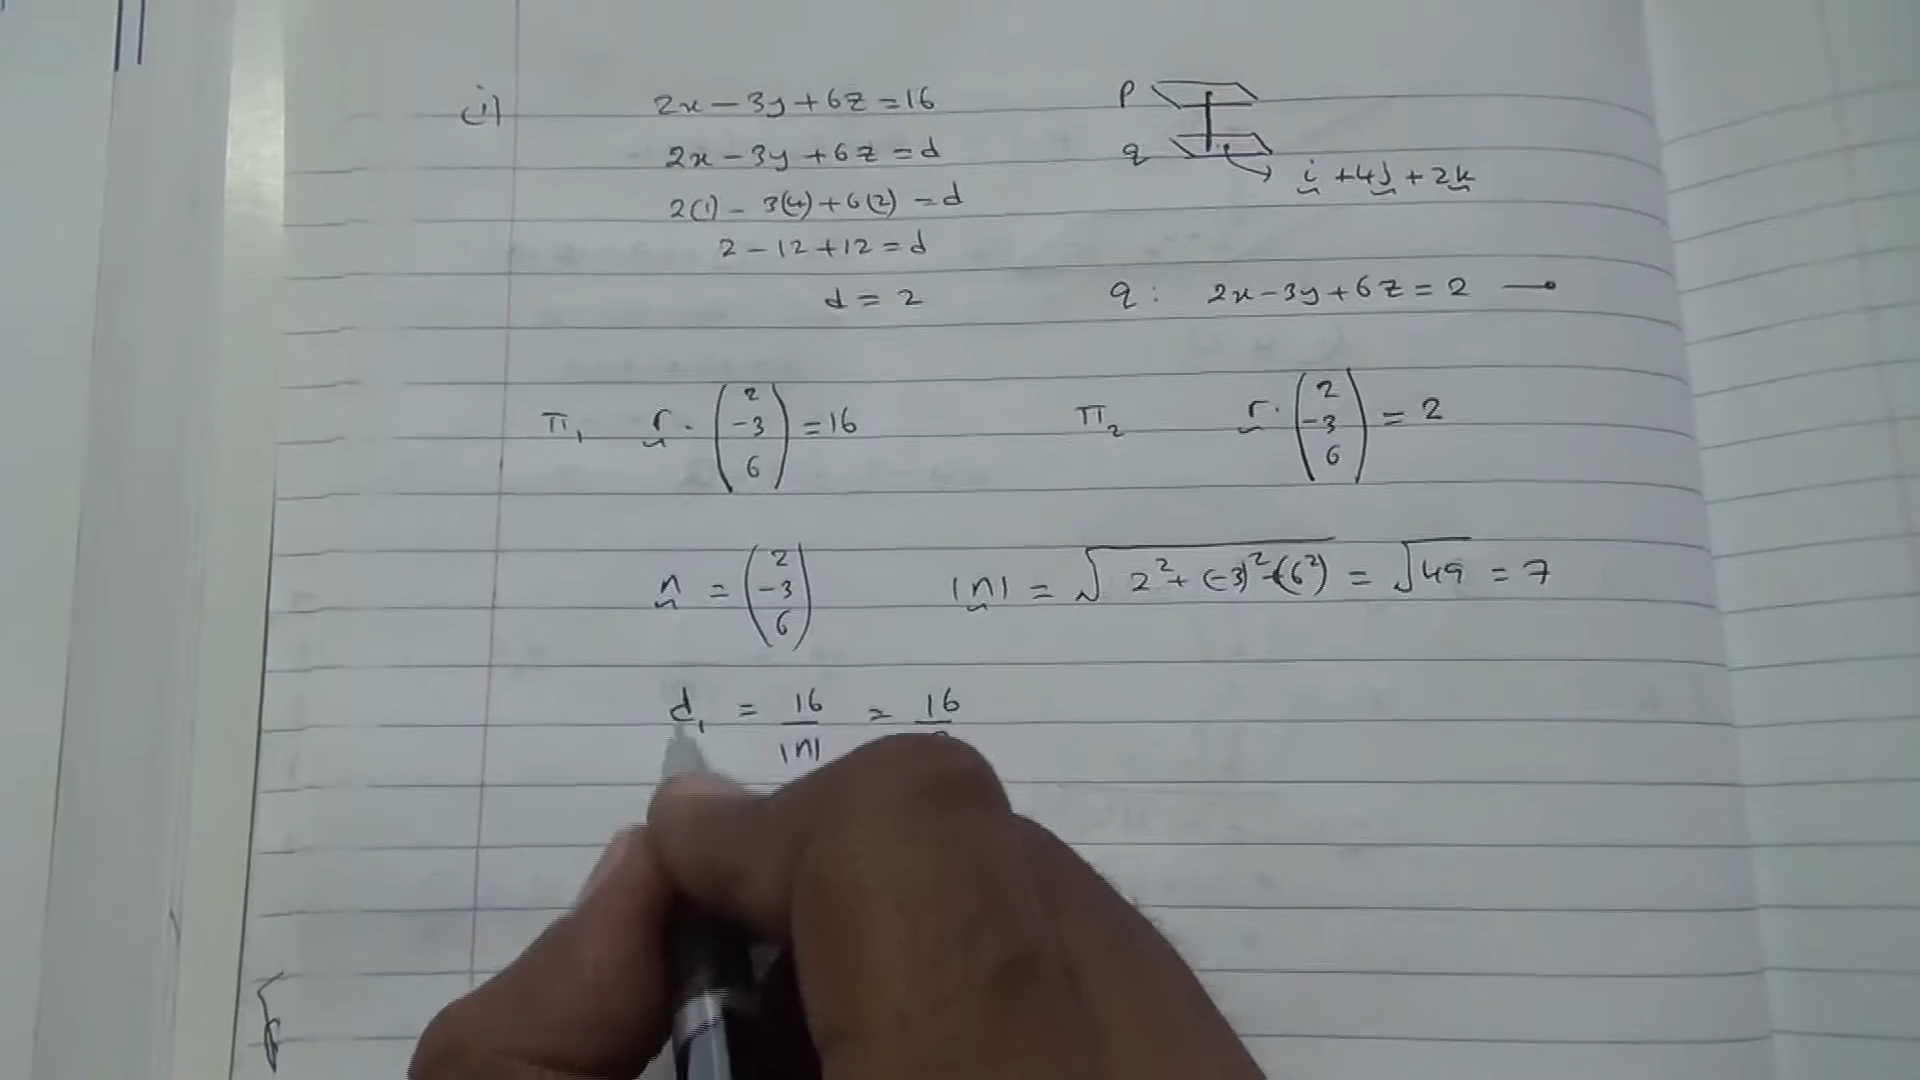 (i) 2x - 3y + 6z = 16
p
2x - 3y + 6z = d
q
i + 4j + 2k
2(1) - 3(4) + 6(2) = d
2 - 12 + 12 = d
d = 2
q : 2x - 3y + 6z = 2
π₁ r · (2 -3 6) = 16
π₂ r · (2 -3 6) = 2
n = (2 -3 6)
|n| = √(2² + (-3)² + (6²)) = √49 = 7
d₁ = 16/|n| = 16